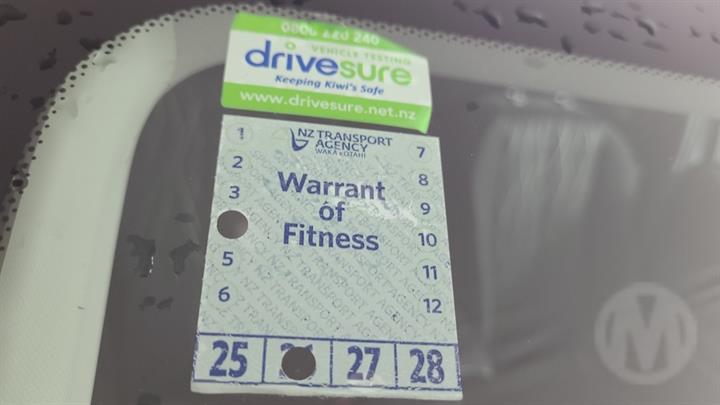 0800 220 240
VEHICLE TESTING
drivesure
Keeping Kiwi's Safe
www.drivesure.net.nz
NZ TRANSPORT
AGENCY
WAKA KOTAHI
Warrant
of
Fitness
1
2
3
5
6
7
8
9
10
11
12
25 27 28
M